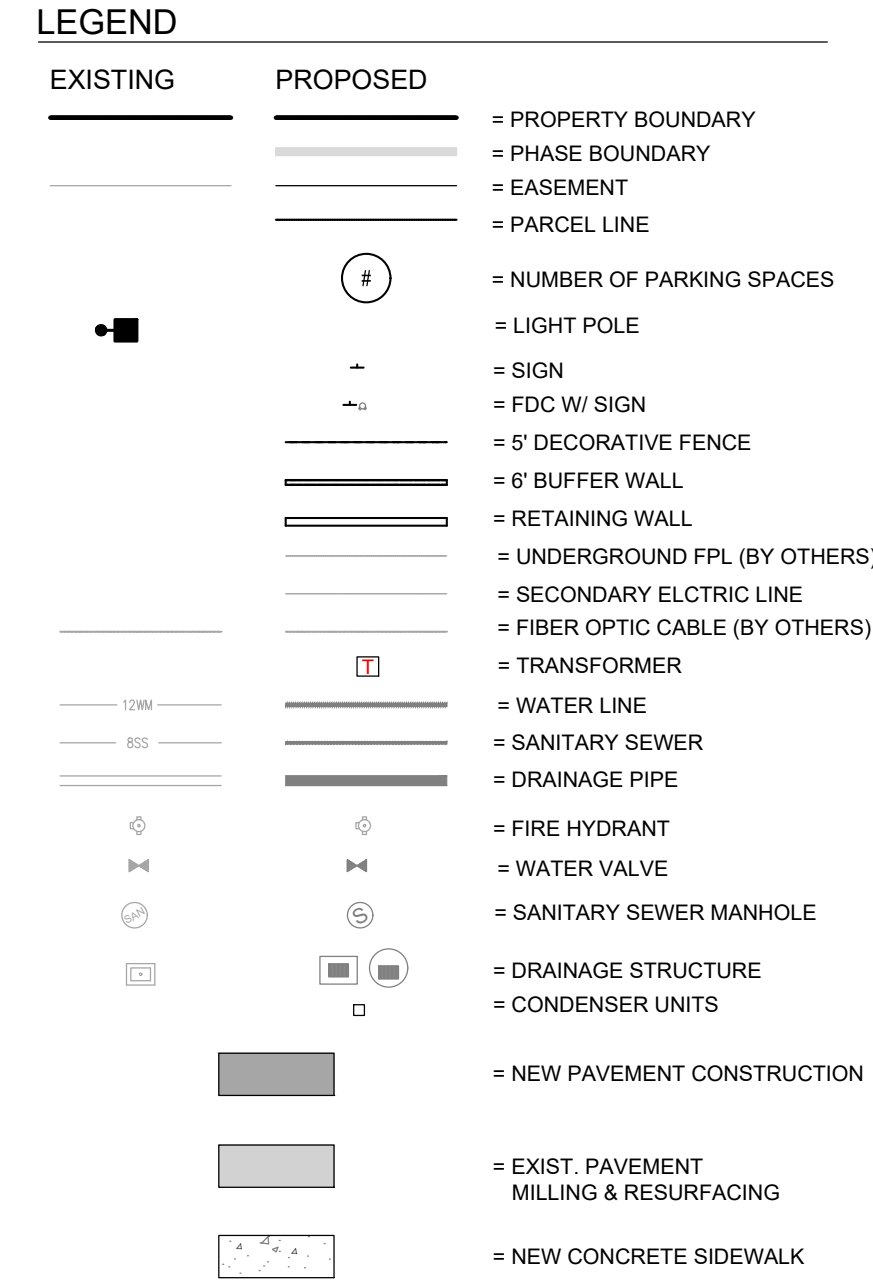 LEGEND
EXISTING PROPOSED
= PROPERTY BOUNDARY
= PHASE BOUNDARY
= EASEMENT
= PARCEL LINE
# = NUMBER OF PARKING SPACES
= LIGHT POLE
= SIGN
= FDC W/ SIGN
= 5' DECORATIVE FENCE
= 6' BUFFER WALL
= RETAINING WALL
= UNDERGROUND FPL (BY OTHERS)
= SECONDARY ELCTRIC LINE
= FIBER OPTIC CABLE (BY OTHERS)
T = TRANSFORMER
12WM = WATER LINE
8SS = SANITARY SEWER
= DRAINAGE PIPE
= FIRE HYDRANT
= WATER VALVE
SAN S = SANITARY SEWER MANHOLE
= DRAINAGE STRUCTURE
= CONDENSER UNITS
= NEW PAVEMENT CONSTRUCTION
= EXIST. PAVEMENT
MILLING & RESURFACING
= NEW CONCRETE SIDEWALK